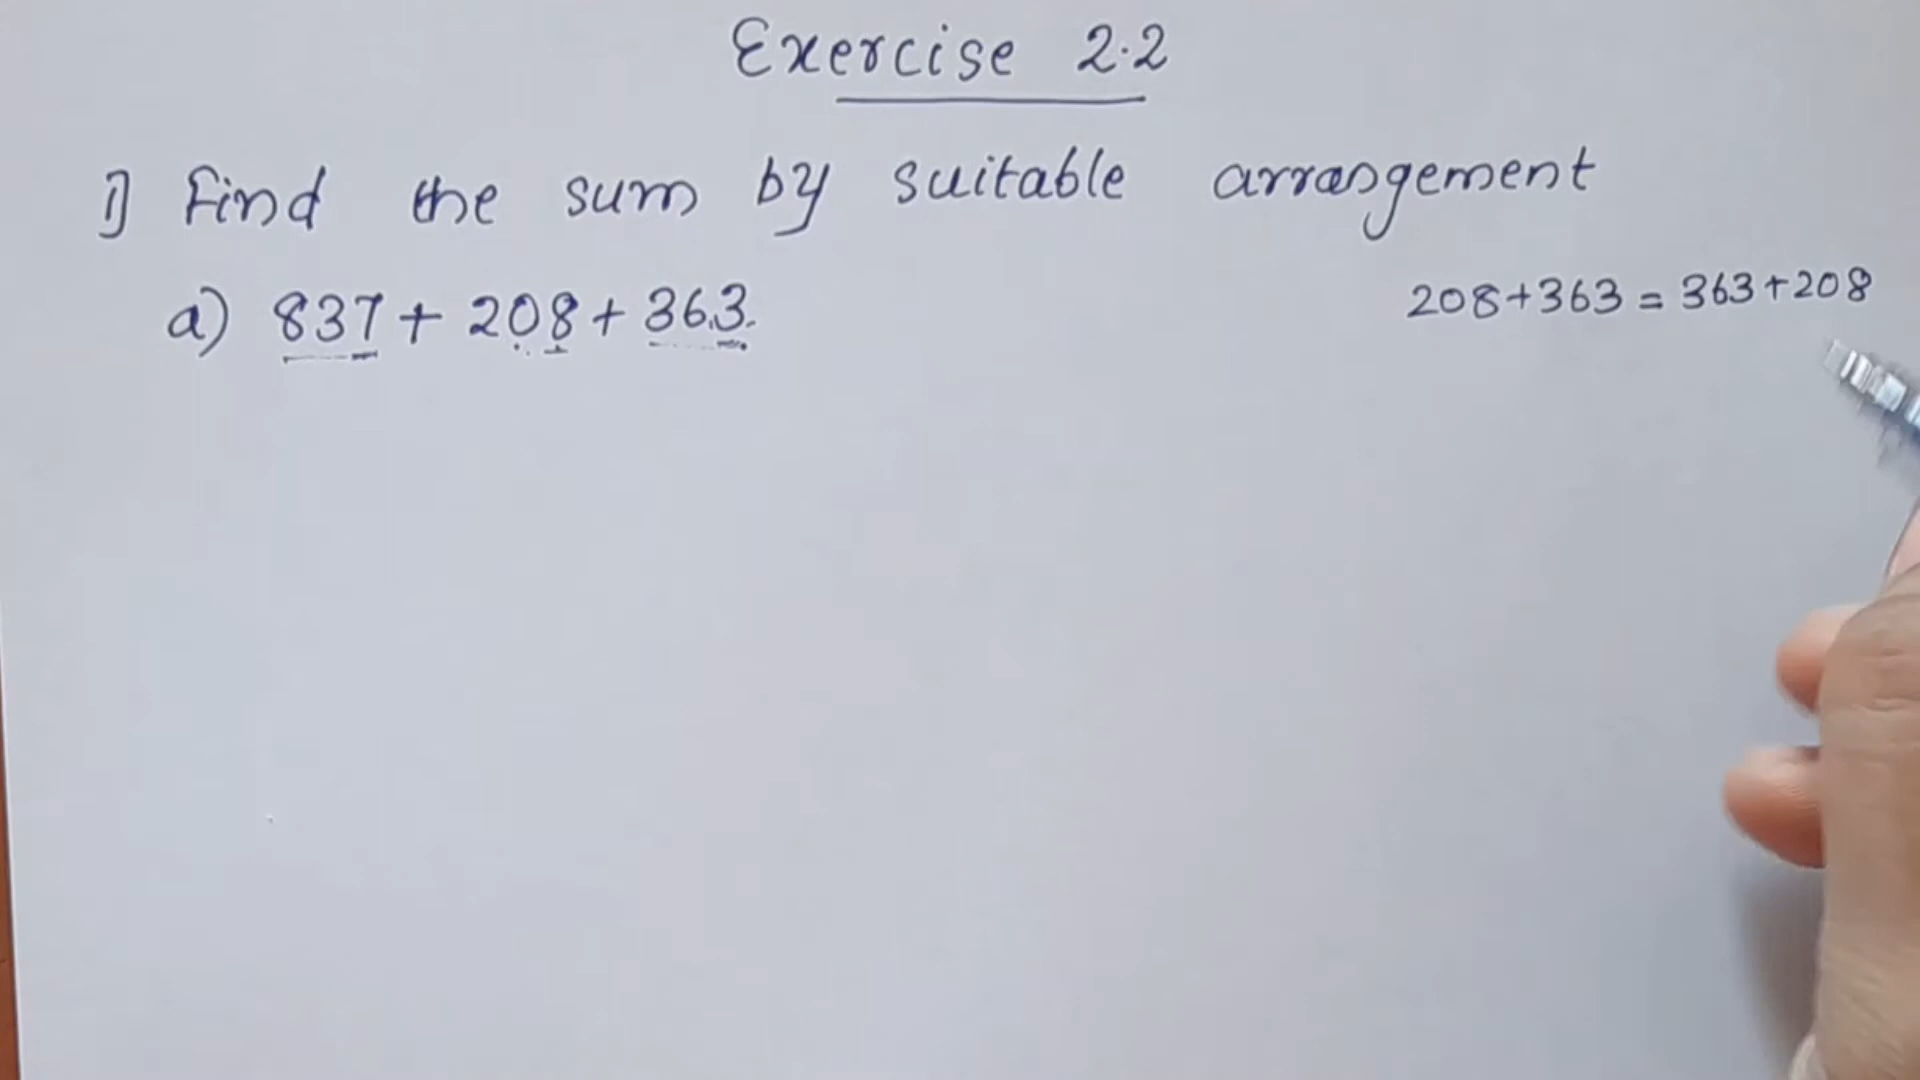 Exercise 2.2
1) Find the sum by suitable arrangement
a) 837 + 208 + 363.
208+363 = 363+208